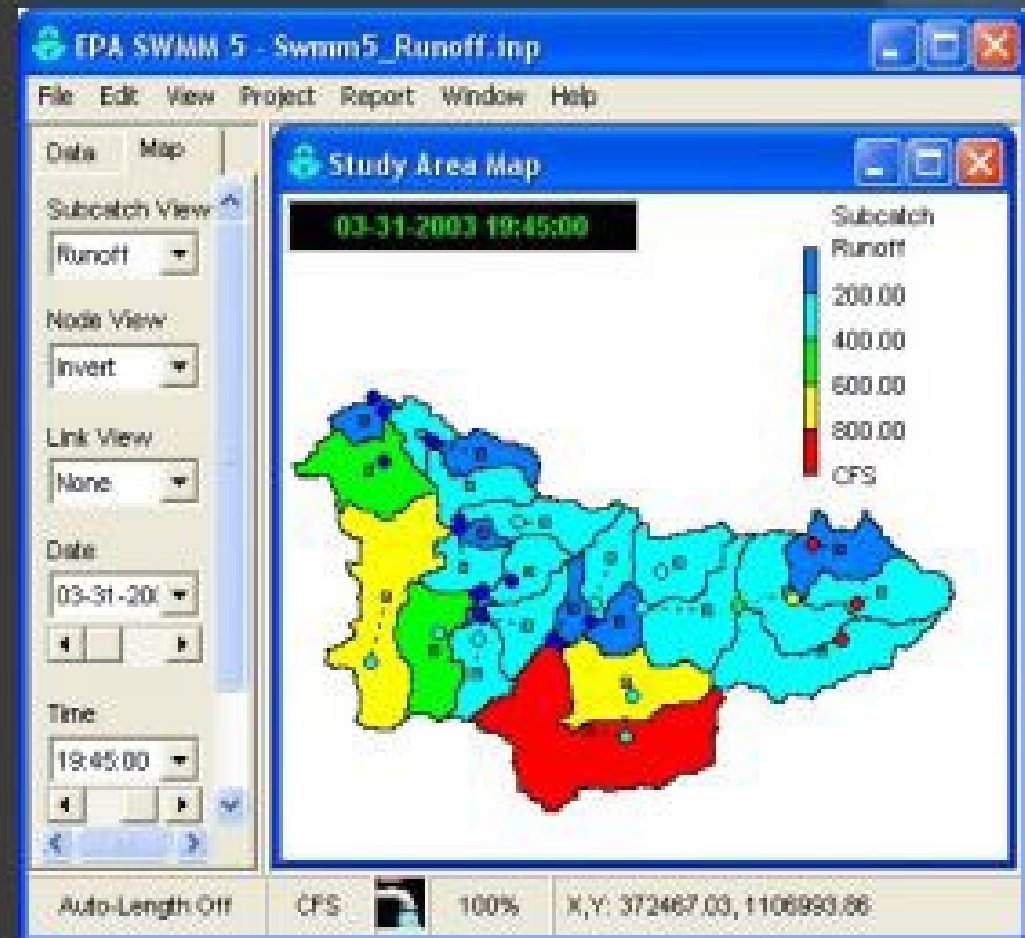 EPA SWMM 5 - Swmm5_Runoff.inp
File Edit View Project Report Window Help
Data Map
Subcatch View
Runoff
Node View
Invert
Link View
None
Date
03-31-200
Time
19:45:00
Study Area Map
03-31-2003 19:45:00
Subcatch
Runoff
200.00
400.00
600.00
800.00
CFS
Auto-Length Off CFS 100% X,Y: 372467.03, 1106993.86